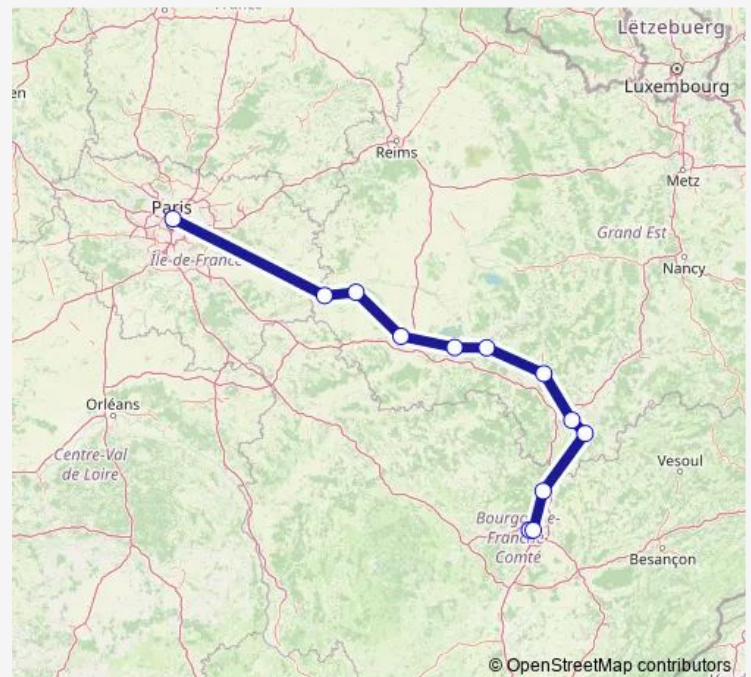 Lëtzebuerg
Luxembourg
en
Reims
Metz
Paris
Grand Est
Île-de-France
Nancy
Orléans
Centre-Val
de Loire
Vesoul
Bourgogne-
Franche-
Comté
Besançon
© OpenStreetMap contributors